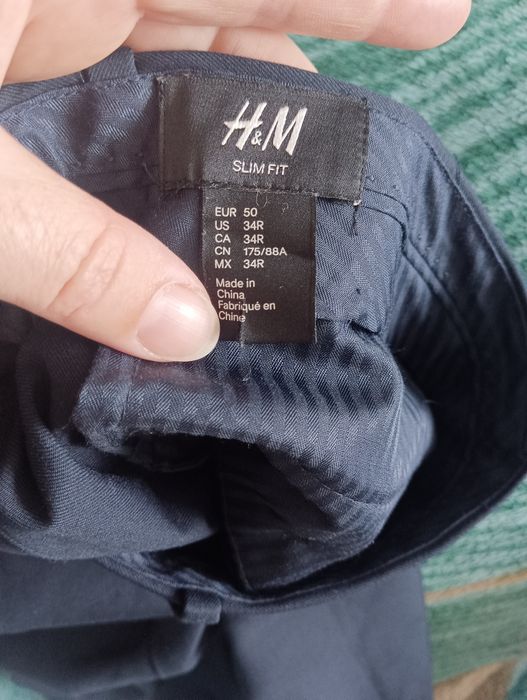 H&M
SLIM FIT
EUR 50
US 34R
CA 34R
CN 175/88A
MX 34R
Made in
China
Fabriqué en
Chine